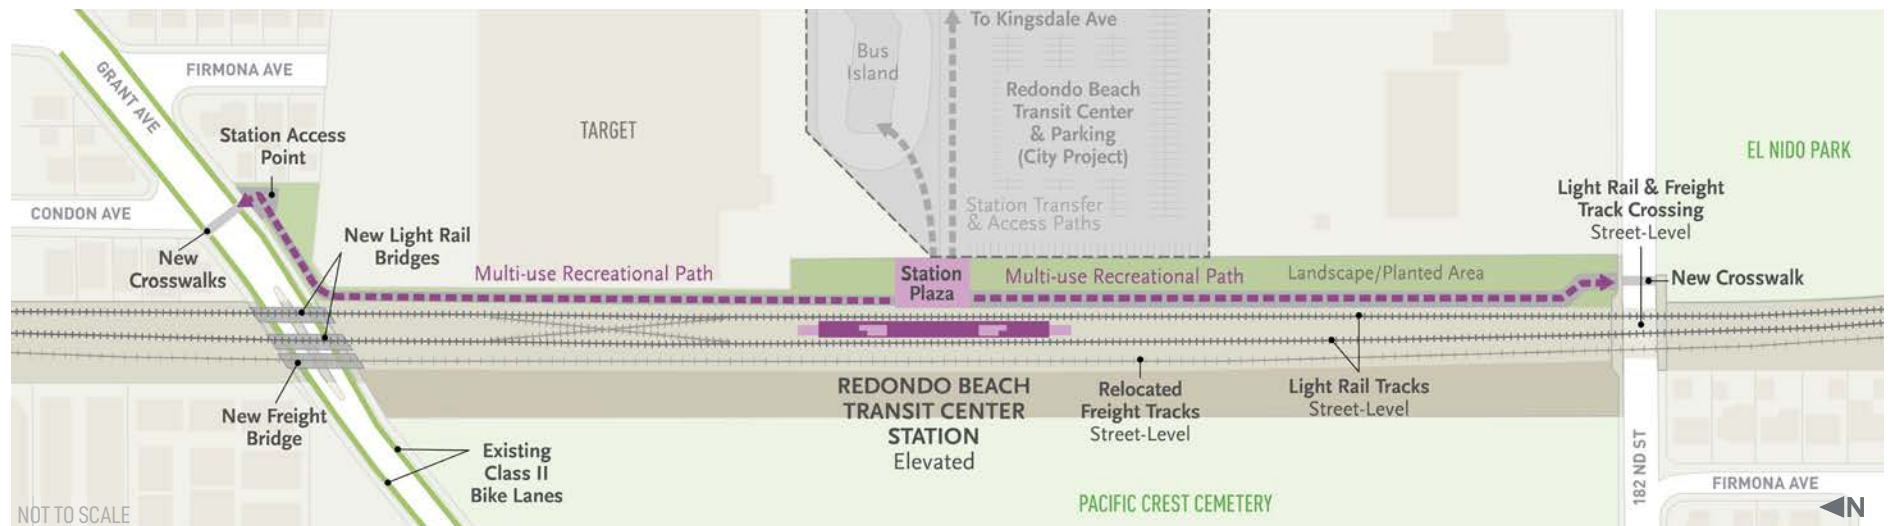 To Kingsdale Ave
Bus
Island
FIRMONA AVE
GRANT AVE
Redondo Beach
Transit Center
& Parking
(City Project)
TARGET
Station Access
Point
EL NIDO PARK
Light Rail & Freight
Track Crossing
Street-Level
CONDON AVE
Station Transfer
& Access Paths
New Light Rail
Bridges
New
Crosswalks
Multi-use Recreational Path
Station
Plaza
Multi-use Recreational Path
Landscape/Planted Area
New Crosswalk
REDONDO BEACH
TRANSIT CENTER
STATION
Elevated
Relocated
Freight Tracks
Street-Level
Light Rail Tracks
Street-Level
New Freight
Bridge
Existing
Class II
Bike Lanes
182 ND ST
FIRMONA AVE
PACIFIC CREST CEMETERY
NOT TO SCALE
N